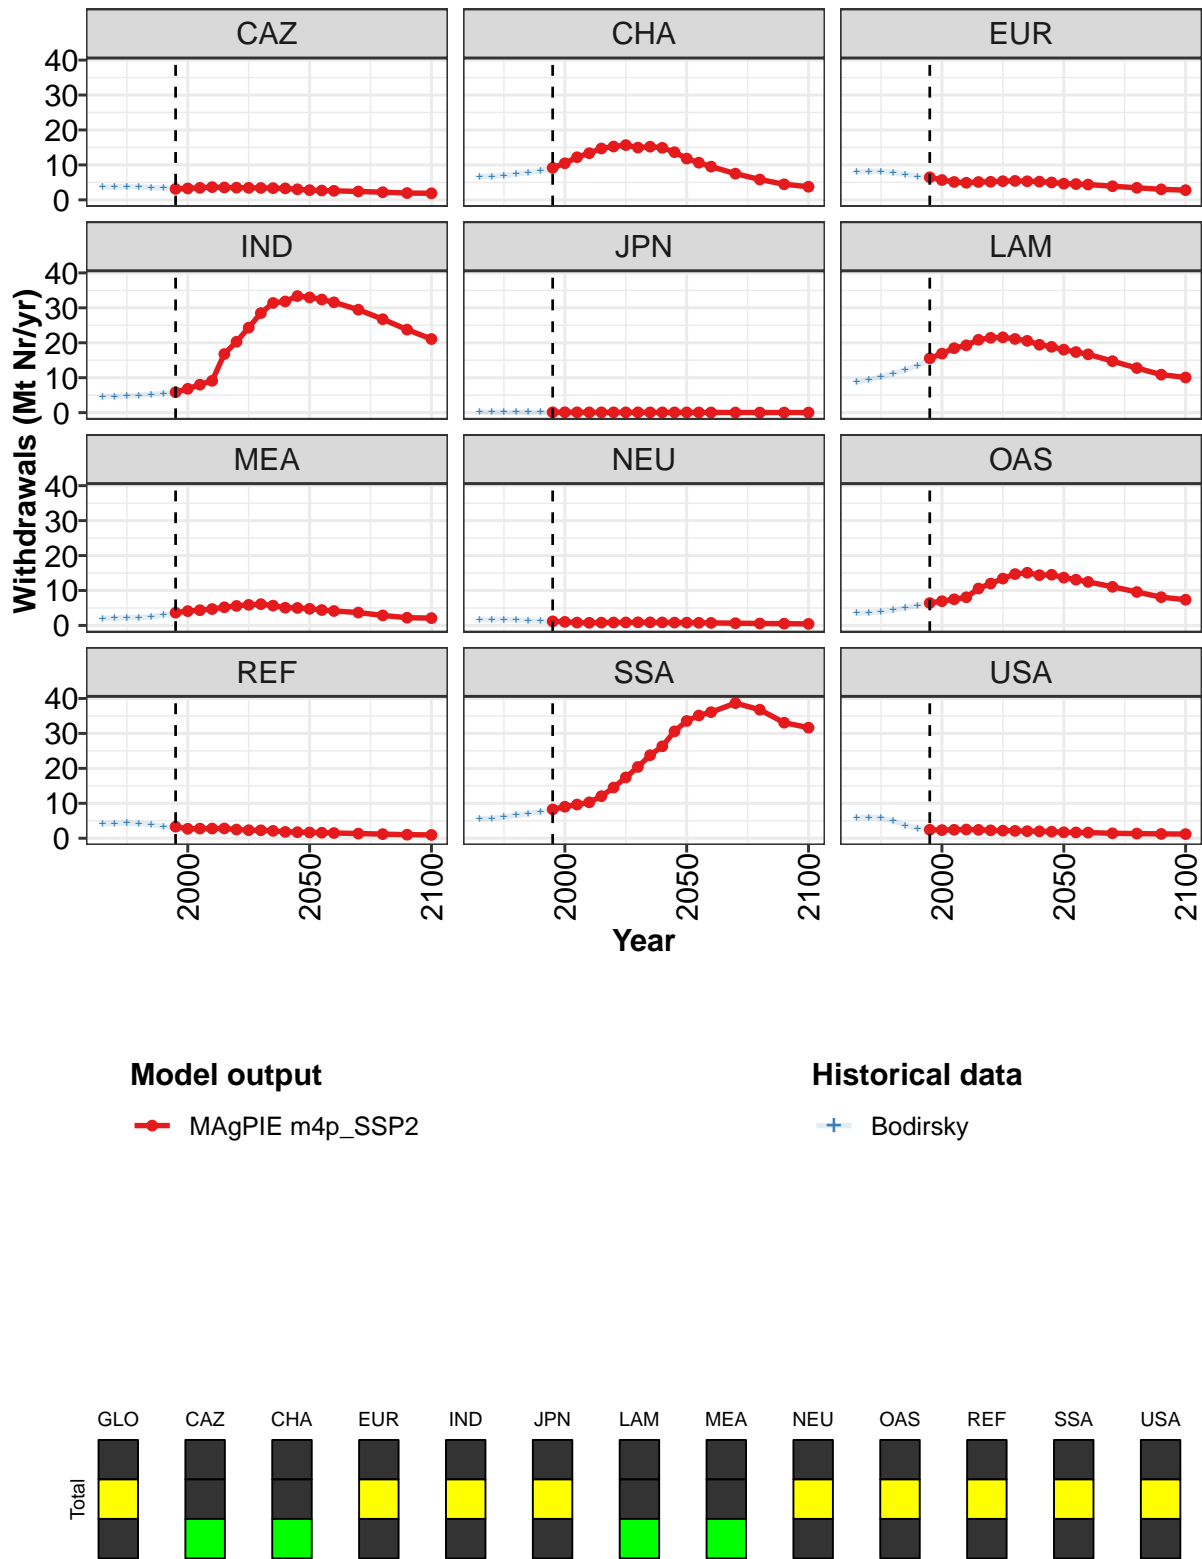 CAZ CHA EUR
40
30
20
10
0
IND JPN LAM
40
30
20
10
0
MEA NEU OAS
40
30
20
10
0
REF SSA USA
40
30
20
10
0
Withdrawals (Mt Nr/yr)
2000 2050 2100 2000 2050 2100 2000 2050 2100
Year
Model output
MAgPIE m4p_SSP2
Historical data
Bodirsky
GLO CAZ CHA EUR IND JPN LAM MEA NEU OAS REF SSA USA
Total